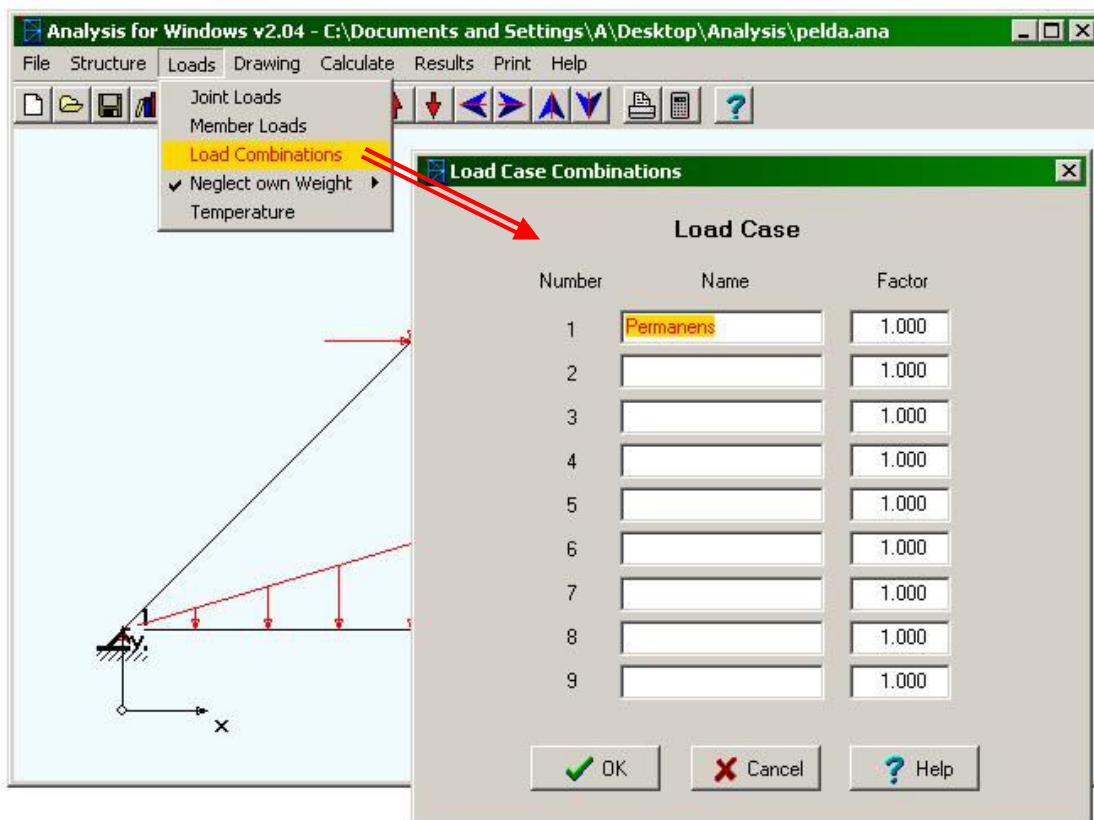 Analysis for Windows v2.04 - C:\Documents and Settings\A\Desktop\Analysis\pelda.ana
File Structure Loads Drawing Calculate Results Print Help
Joint Loads
Member Loads
Load Combinations
Neglect own Weight
Temperature
Load Case Combinations
Load Case
Number Name Factor
1 Permanens 1.000
2 1.000
3 1.000
4 1.000
5 1.000
6 1.000
7 1.000
8 1.000
9 1.000
1
y
x
OK Cancel Help